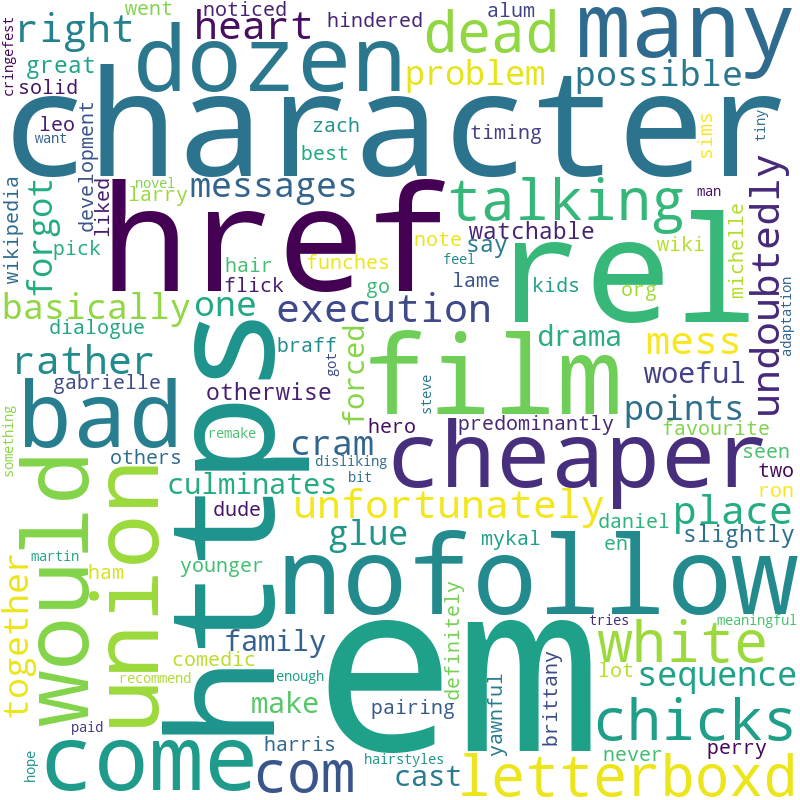 cringefest
right
went
noticed
hindered
alum
heart
many
great
solid
dozen
dead
problem
possible
leo
want
character
development
zach
best
timing
sims
tiny
wikipedia
forgot
liked
novel
larry
messages
href
talking
man
watchable
undoubtedly
pick
hair
flick
funches
note
say
feel
go
lame
kids
rel
wiki
org
michelle
basically
one
execution
dialogue
https
braff
got
forced
film
drama
mess
adaptation
rather
gabrielle
otherwise
steve
woeful
bad
points
something
others
remake
cram
hero
predominantly
favourite
disliking
bit
cheaper
seen
two
ron
would
union
culminates
dude
unfortunately
place
daniel
en
slightly
glue
mykal
together
martin
ham
younger
nofollow
family
em
definitely
tries
meaningful
white
comedic
recommend
enough
make
pairing
yawnful
brittany
lot
sequence
paid
chicks
hope
come
com
harris
hairstyles
cast
never
perry
letterboxd